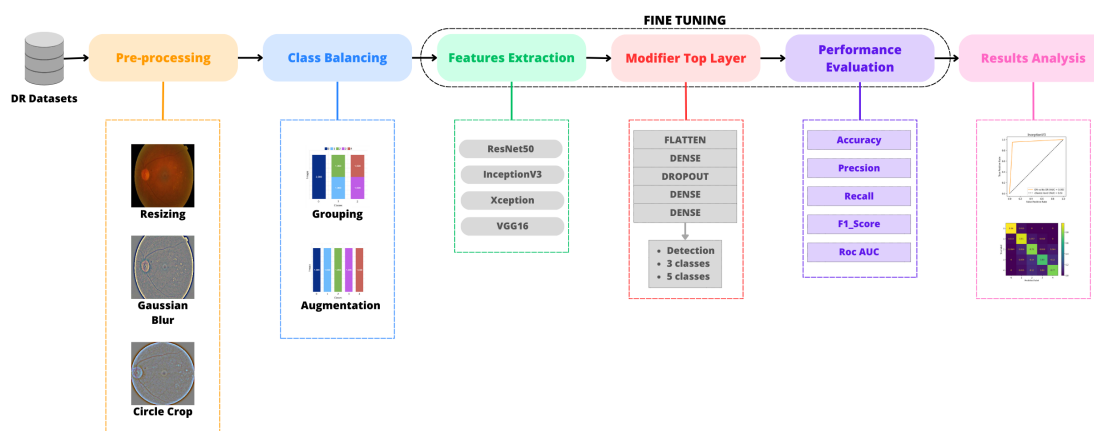 FINE TUNING
DR Datasets
Pre-processing
Class Balancing
Features Extraction
Modifier Top Layer
Performance
Evaluation
Results Analysis
Resizing
Gaussian
Blur
Circle Crop
Grouping
Augmentation
ResNet50
InceptionV3
Xception
VGG16
FLATTEN
DENSE
DROPOUT
DENSE
DENSE
• Detection
• 3 classes
• 5 classes
Accuracy
Precsion
Recall
F1_Score
Roc AUC